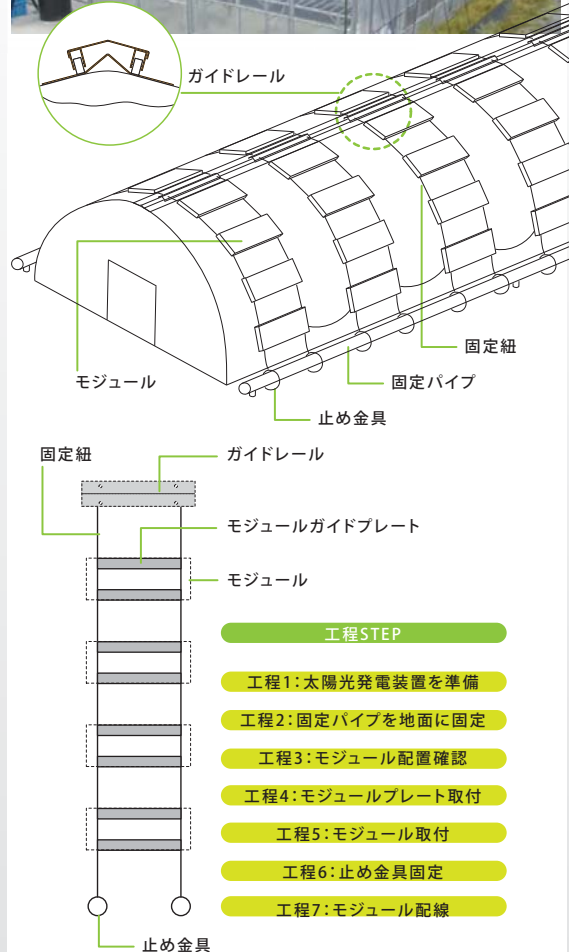 ガイドレール
固定紐
モジュール
固定パイプ
止め金具
固定紐
ガイドレール
モジュールガイドプレート
モジュール
工程STEP
工程1:太陽光発電装置を準備
工程2:固定パイプを地面に固定
工程3:モジュール配置確認
工程4:モジュールプレート取付
工程5:モジュール取付
工程6:止め金具固定
工程7:モジュール配線
止め金具